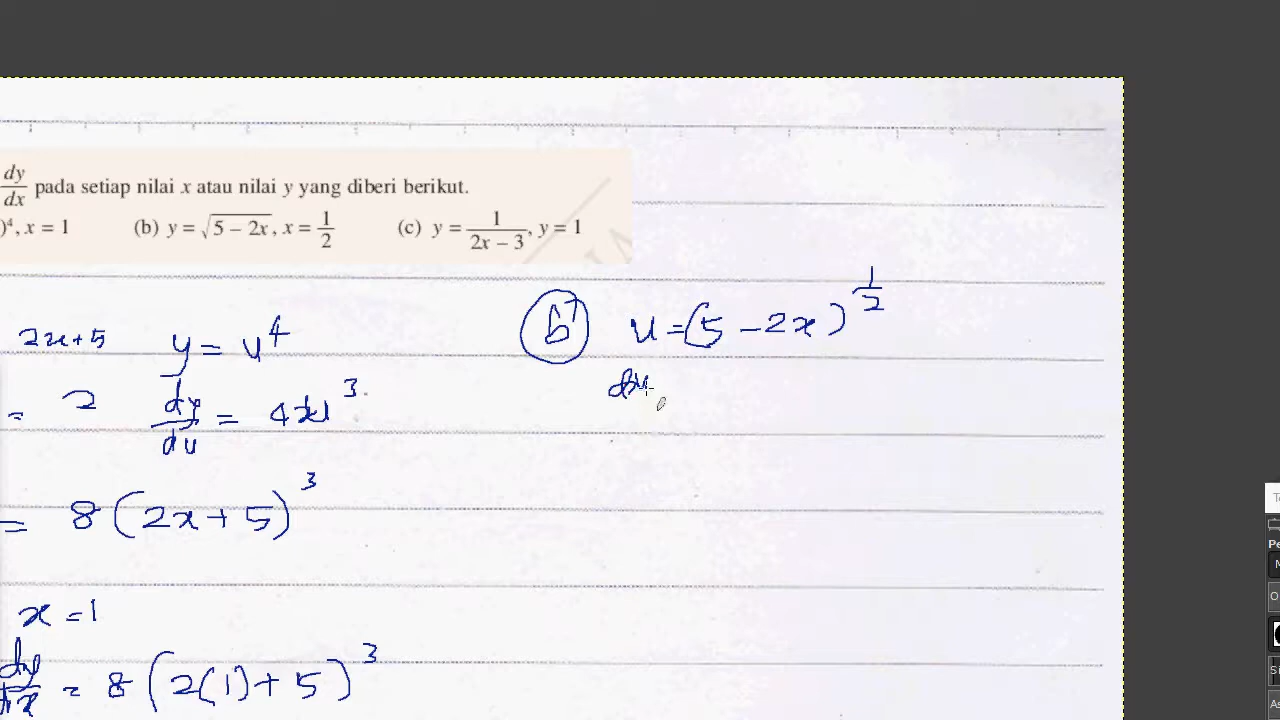 dy/dx pada setiap nilai x atau nilai y yang diberi berikut.
)⁴, x = 1 (b) y = √(5 – 2x), x = 1/2 (c) y = 1/(2x – 3), y = 1
2x+5 y = u⁴
= 2 dy/du = 4u³
= 8(2x+5)³
x = 1
dy/dx = 8(2(1)+5)³
b u = (5 – 2x)^(1/2)